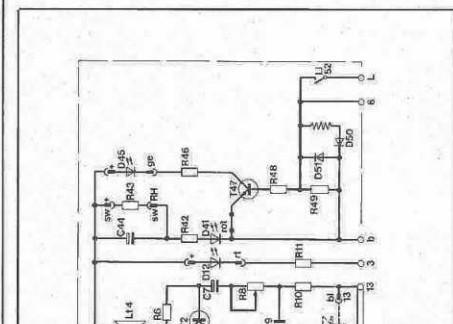 52
L
6
D50
D51
R48
R49
T47
D45
+
ge
R46
sw
+
R43
RH
sw
C44
R42
D41
rot
b
+
D12
rt
R11
3
Lt4
R6
C7
R8
R10
bl
13
13